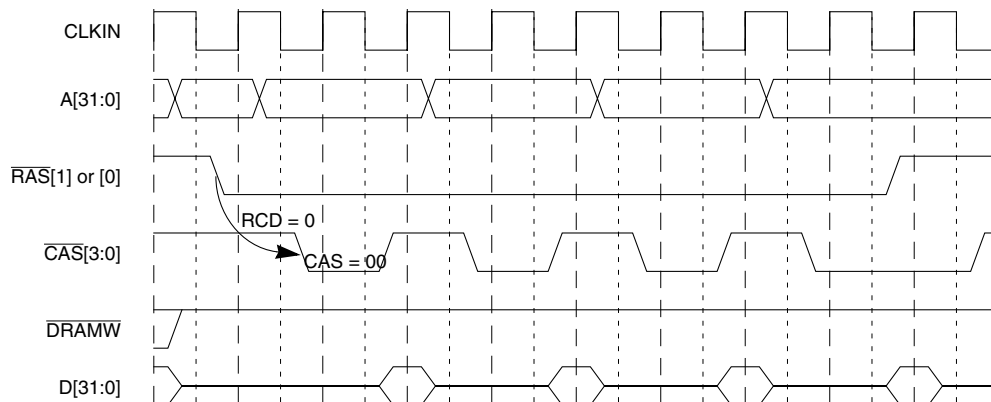 CLKIN
A[31:0]
RAS[1] or [0]
RCD = 0
CAS[3:0]
CAS = 00
DRAMW
D[31:0]